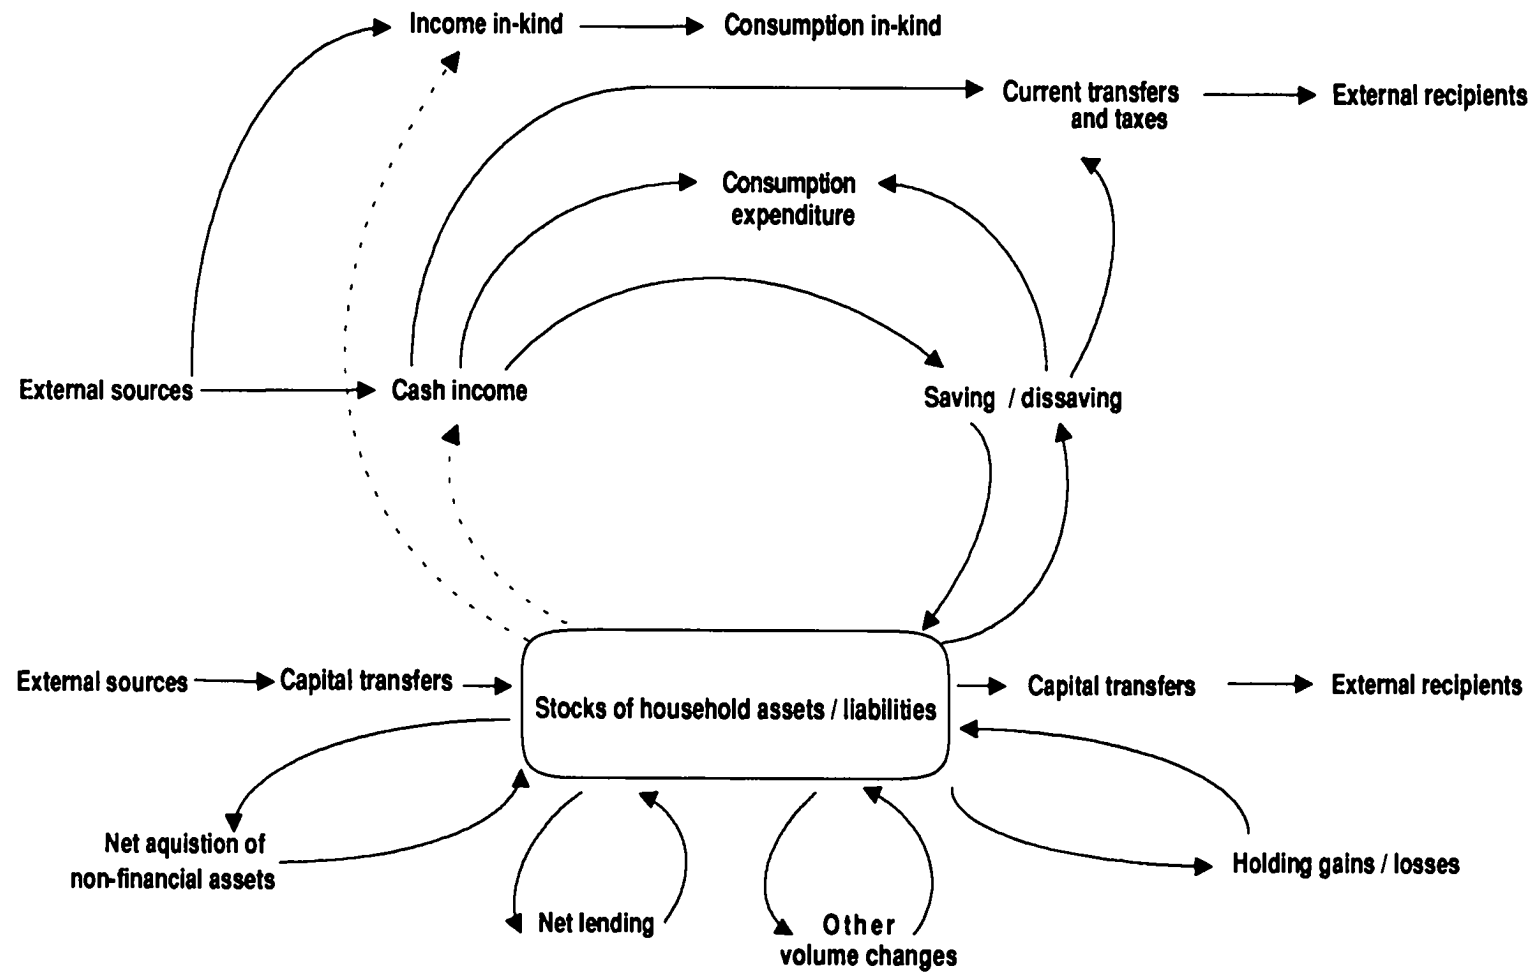 Income in-kind
Consumption in-kind
Current transfers
and taxes
External recipients
Consumption
expenditure
External sources
Cash income
Saving / dissaving
External sources
Capital transfers
Stocks of household assets / liabilities
Capital transfers
External recipients
Net aquistion of
non-financial assets
Net lending
Other
volume changes
Holding gains / losses